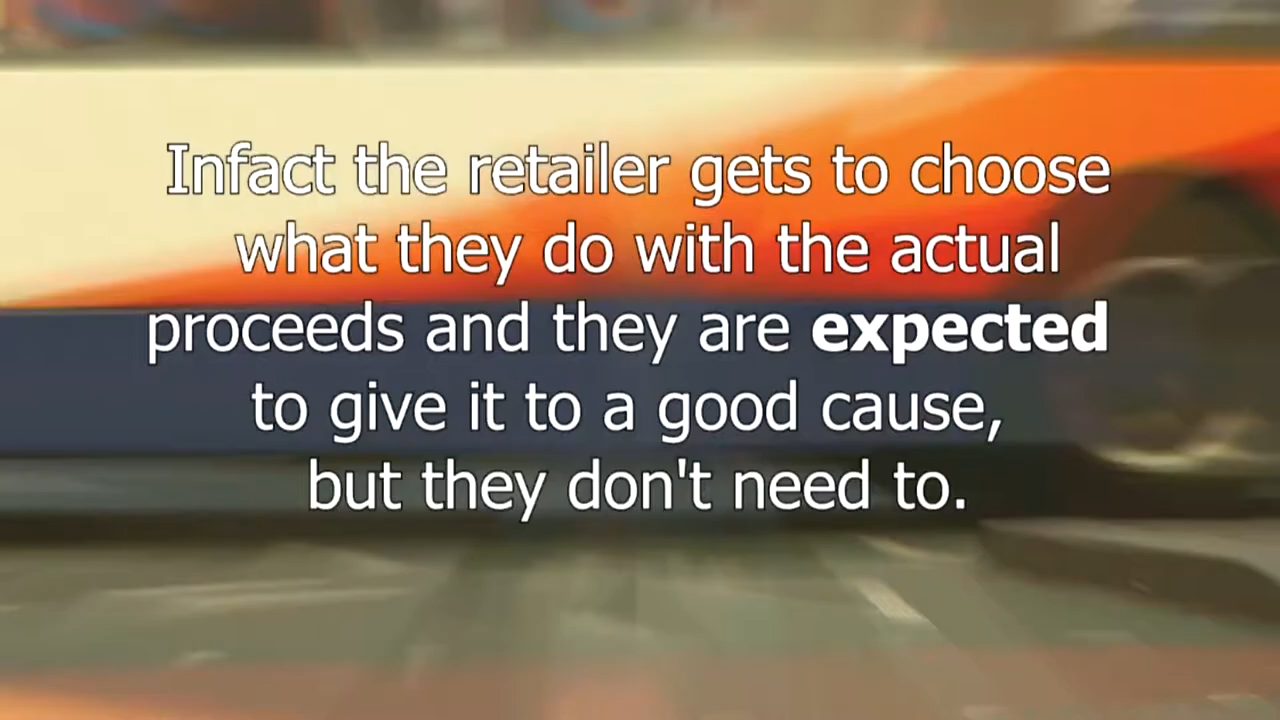 Infact the retailer gets to choose
what they do with the actual
proceeds and they are expected
to give it to a good cause,
but they don't need to.